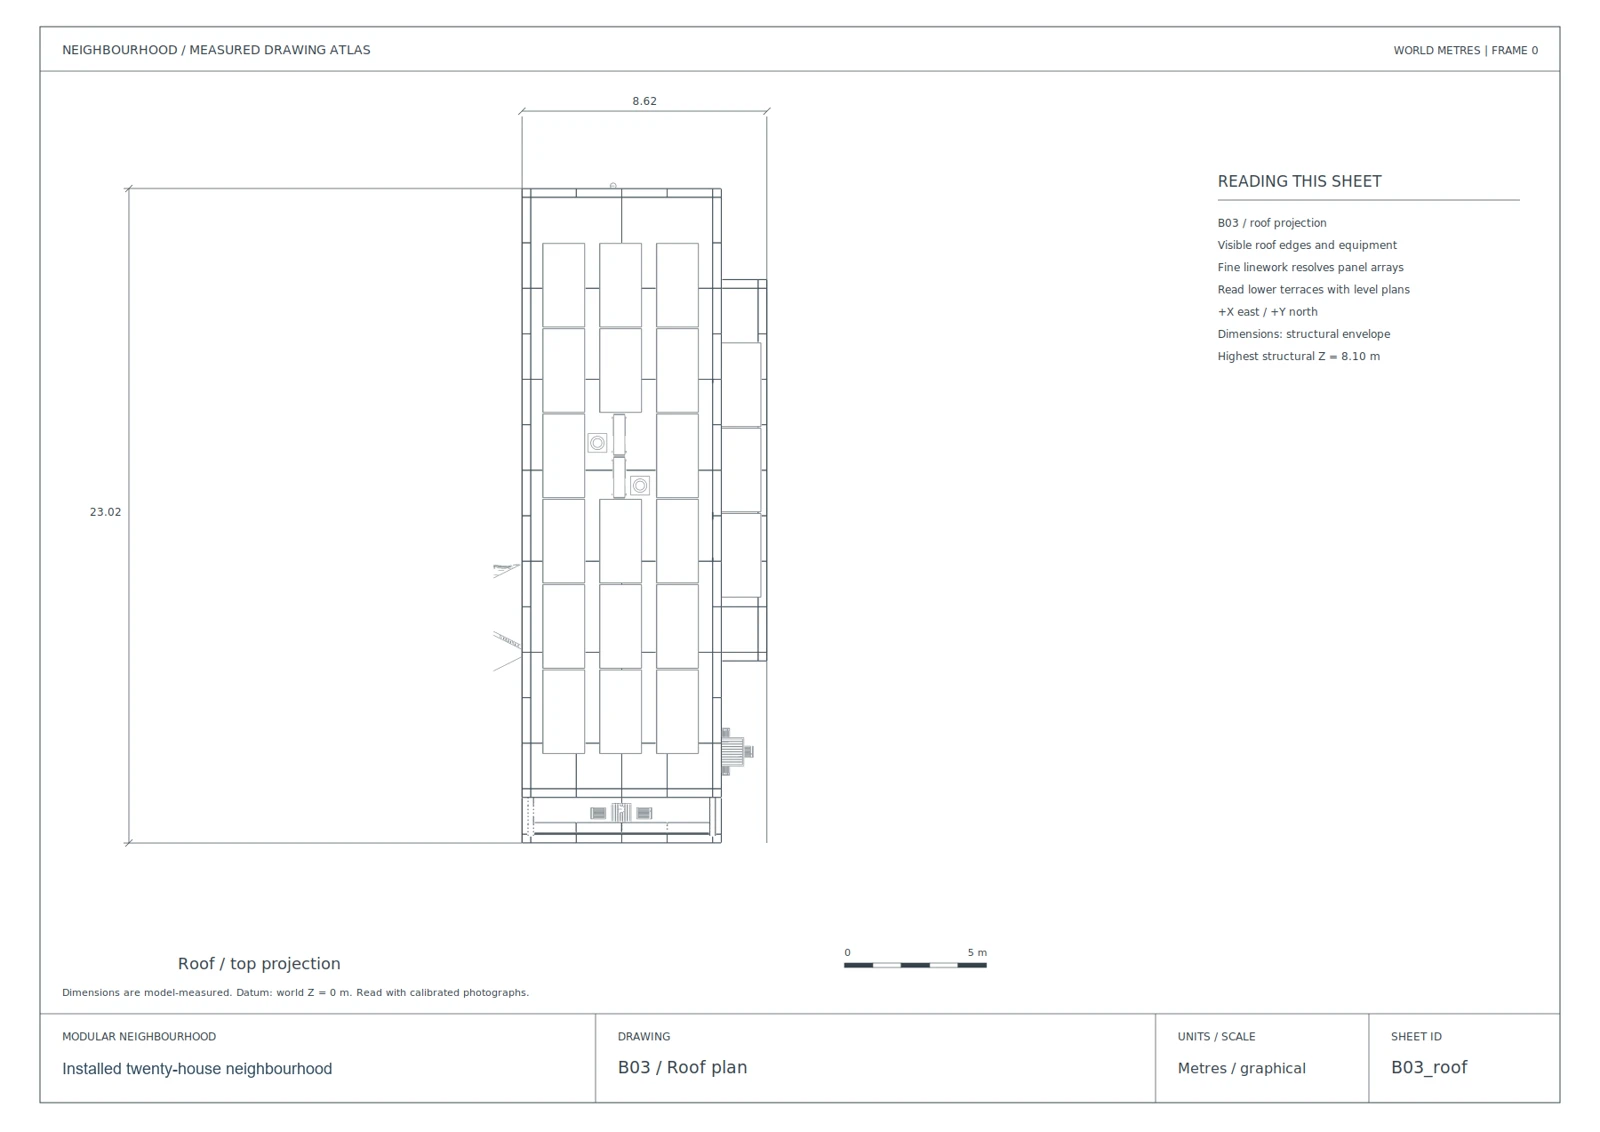 NEIGHBOURHOOD / MEASURED DRAWING ATLAS
WORLD METRES | FRAME 0
8.62
23.02
READING THIS SHEET
B03 / roof projection
Visible roof edges and equipment
Fine linework resolves panel arrays
Read lower terraces with level plans
+X east / +Y north
Dimensions: structural envelope
Highest structural Z = 8.10 m
Roof / top projection
0 5 m
Dimensions are model-measured. Datum: world Z = 0 m. Read with calibrated photographs.
MODULAR NEIGHBOURHOOD
Installed twenty-house neighbourhood
DRAWING
B03 / Roof plan
UNITS / SCALE
Metres / graphical
SHEET ID
B03_roof